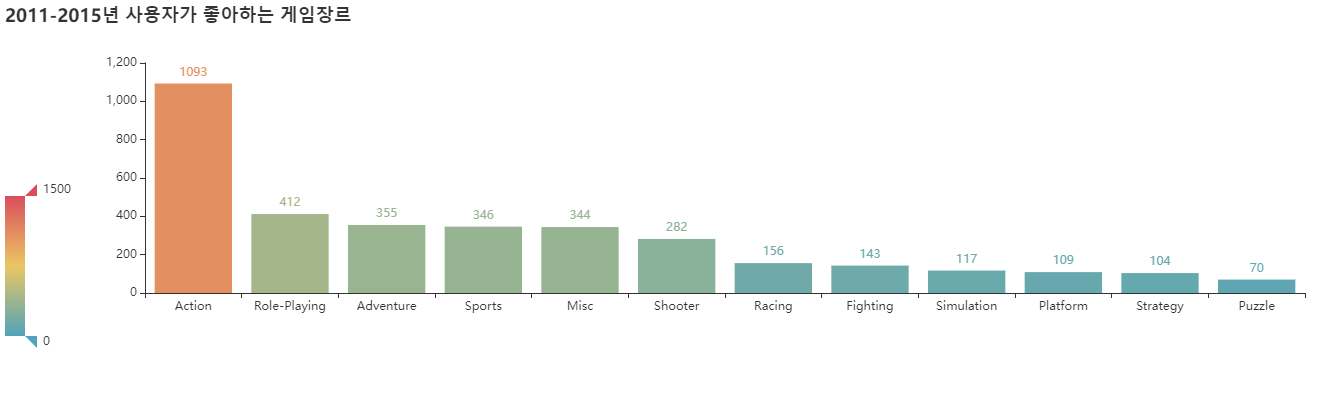 2011-2015년 사용자가 좋아하는 게임장르
1,200
1,000
800
600
400
200
0
1093
412
355
346
344
282
156
143
117
109
104
70
Action
Role-Playing
Adventure
Sports
Misc
Shooter
Racing
Fighting
Simulation
Platform
Strategy
Puzzle
1500
0